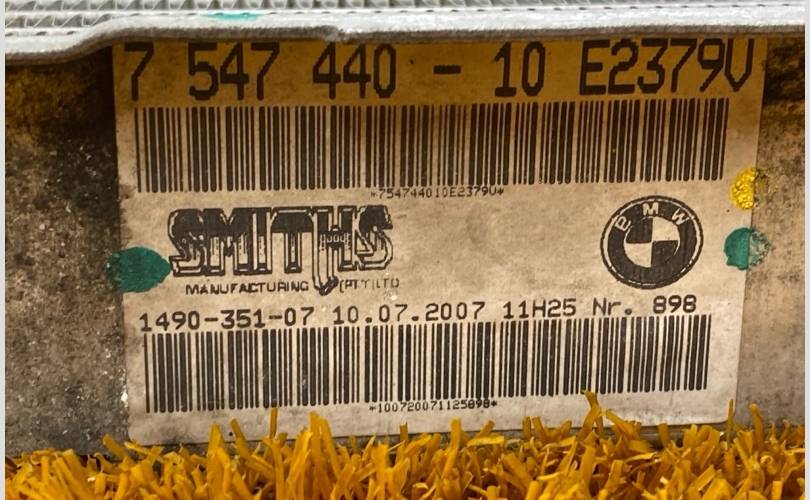 7 547 440 - 10 E2379V
*754744010E2379V*
SMITHS
MANUFACTURING (PTY) LTD
BMW
1490-351-07 10.07.2007 11H25 Nr. 898
*100720071125898*